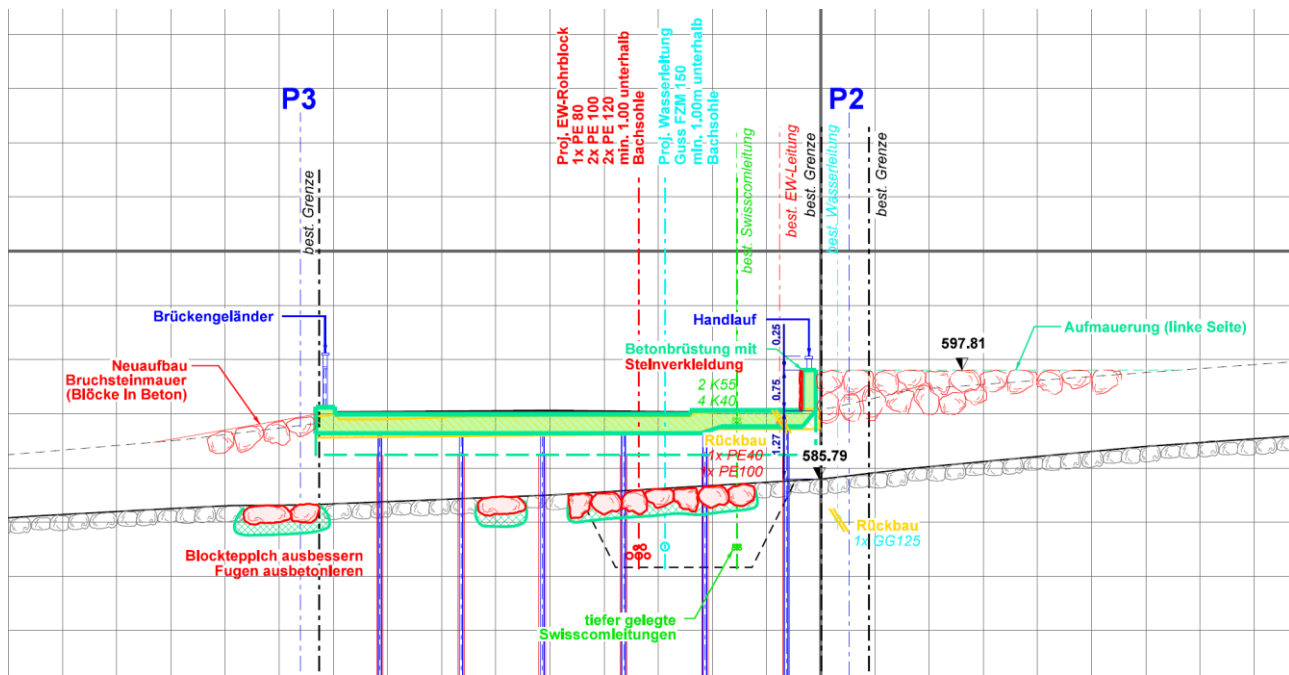 P3
best. Grenze
Proj. EW-Rohrblock
1x PE 80
2x PE 100
2x PE 120
min. 1.00 unterhalb
Bachsohle
Proj. Wasserleitung
Guss FZM 150
min. 1.00m unterhalb
Bachsohle
best. Swisscomleitung
best. EW-Leitung
best. Grenze
P2
best. Wasserleitung
best. Grenze
Brückengeländer
Handlauf
0.25
Aufmauerung (linke Seite)
597.81
Neuaufbau
Bruchsteinmauer
(Blöcke in Beton)
Betonbrüstung mit
Steinverkleidung
2 K55
4 K40
0.75
1.27
Rückbau
1x PE40
1x PE100
585.79
Rückbau
1x GG125
Blockteppich ausbessern
Fugen ausbetonieren
tiefer gelegte
Swisscomleitungen